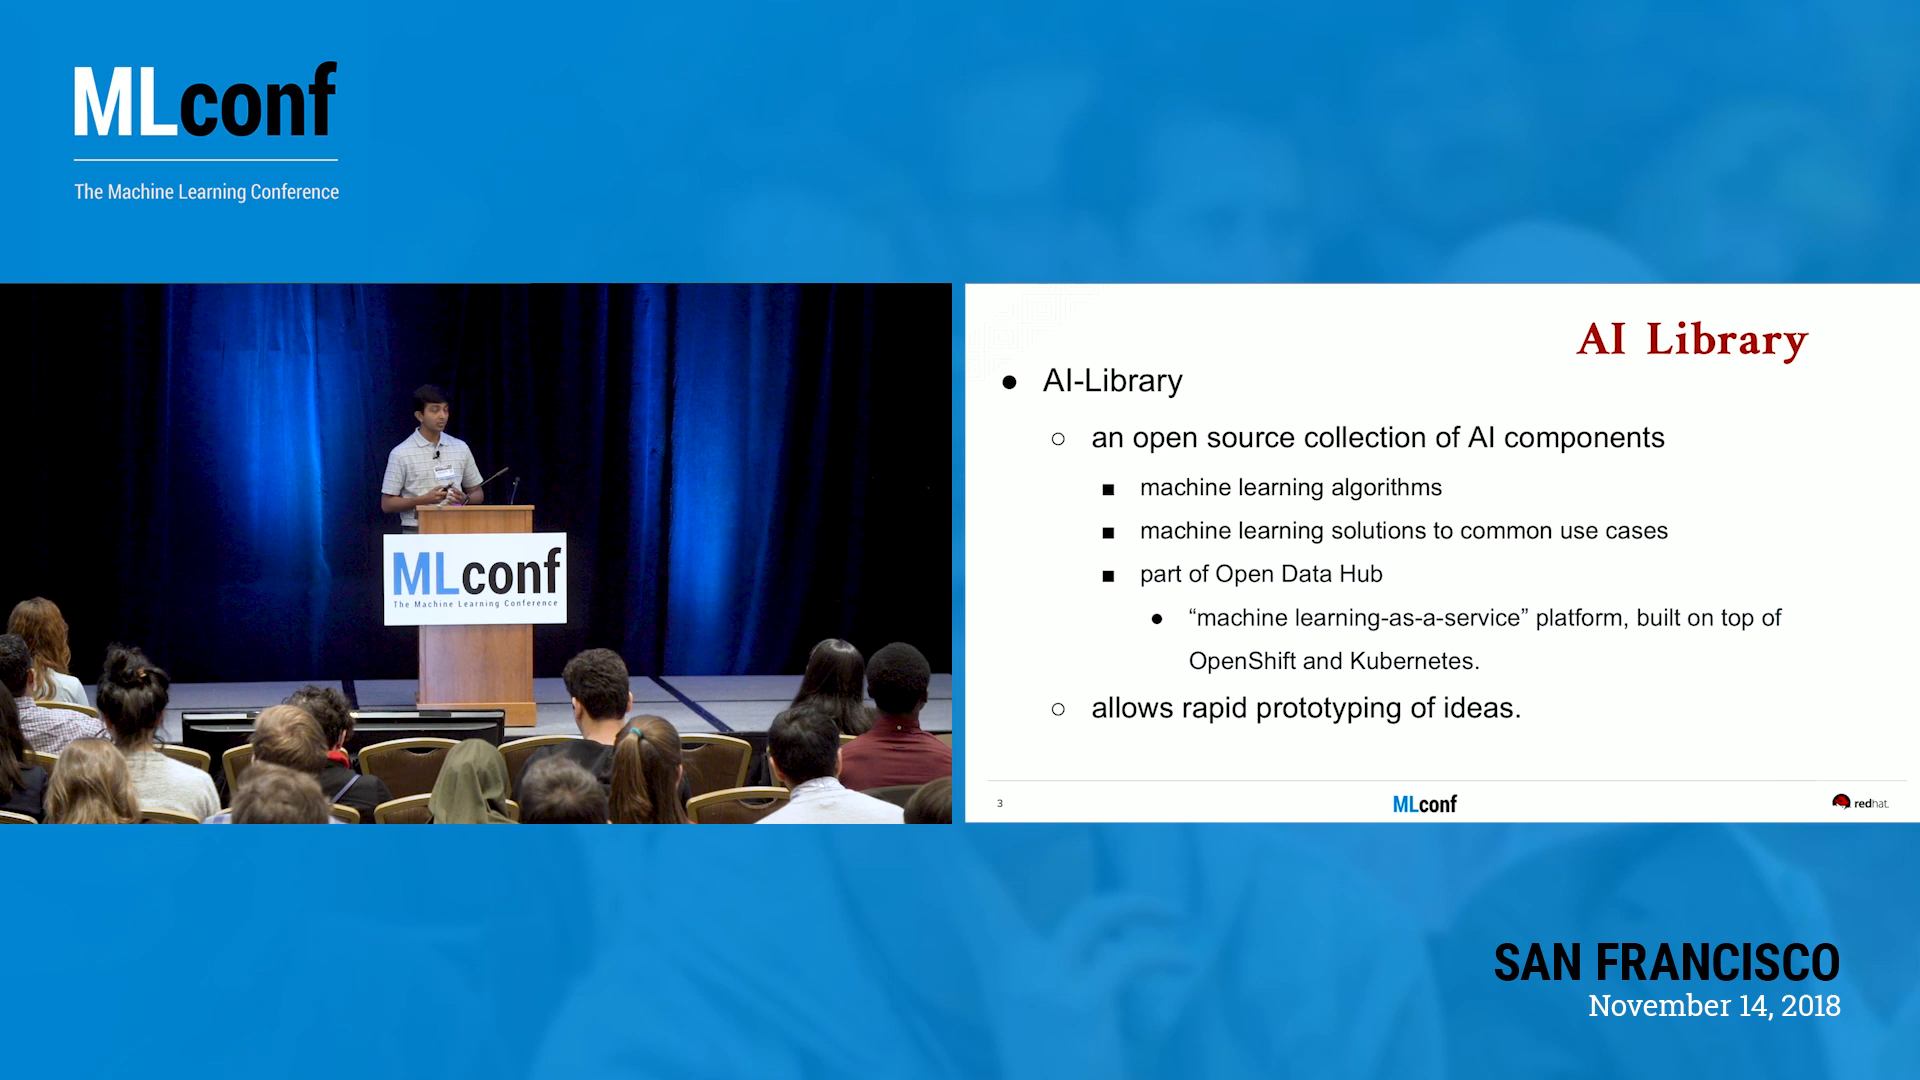 MLconf
The Machine Learning Conference
MLconf
The Machine Learning Conference
AI Library
● AI-Library
○ an open source collection of AI components
■ machine learning algorithms
■ machine learning solutions to common use cases
■ part of Open Data Hub
● “machine learning-as-a-service” platform, built on top of
OpenShift and Kubernetes.
○ allows rapid prototyping of ideas.
3
MLconf
redhat.
SAN FRANCISCO
November 14, 2018